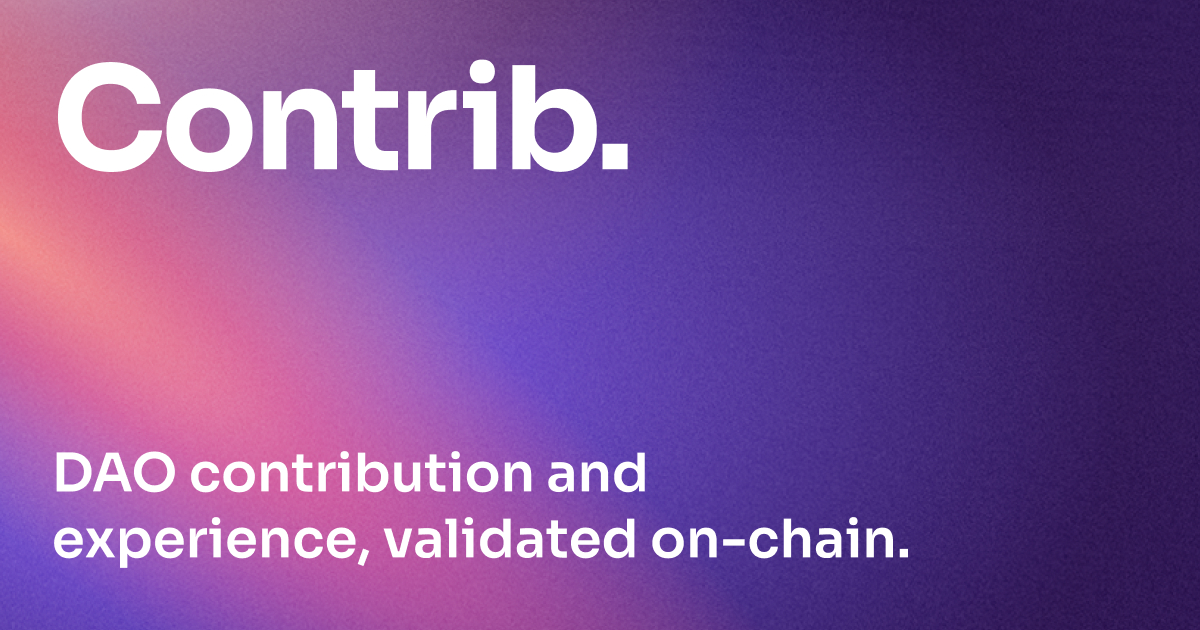 Contrib.
DAO contribution and
experience, validated on-chain.